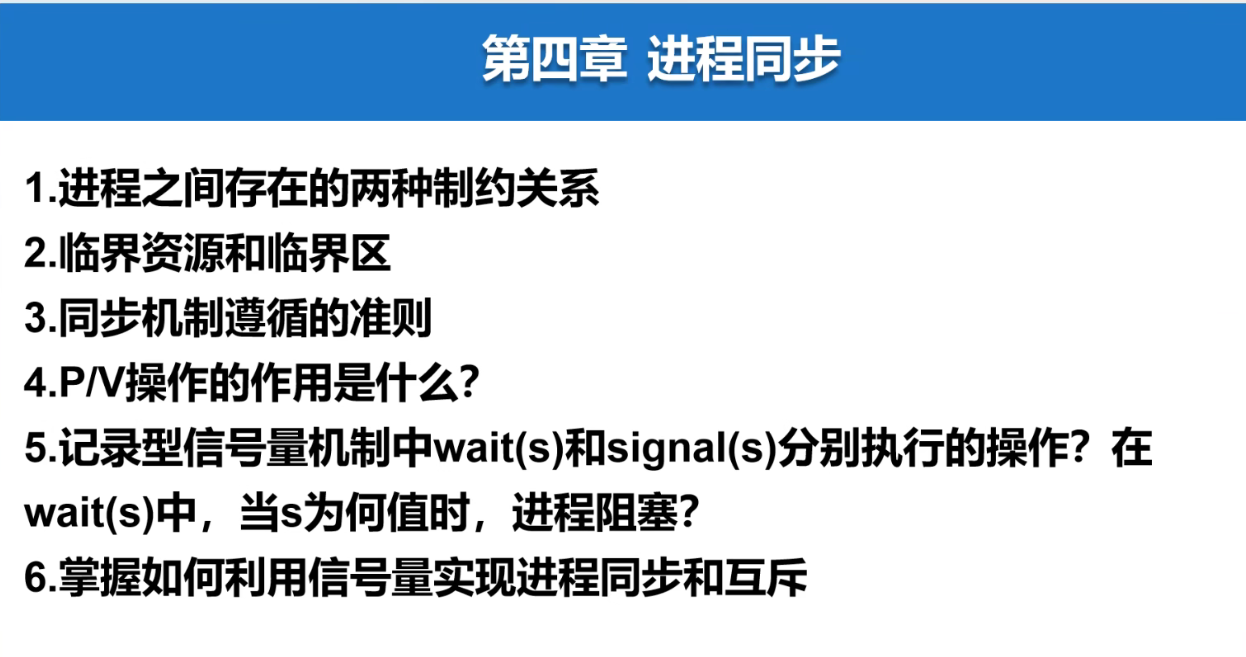 第四章 进程同步
1.进程之间存在的两种制约关系
2.临界资源和临界区
3.同步机制遵循的准则
4.P/V操作的作用是什么？
5.记录型信号量机制中wait(s)和signal(s)分别执行的操作？在
wait(s)中，当s为何值时，进程阻塞？
6.掌握如何利用信号量实现进程同步和互斥